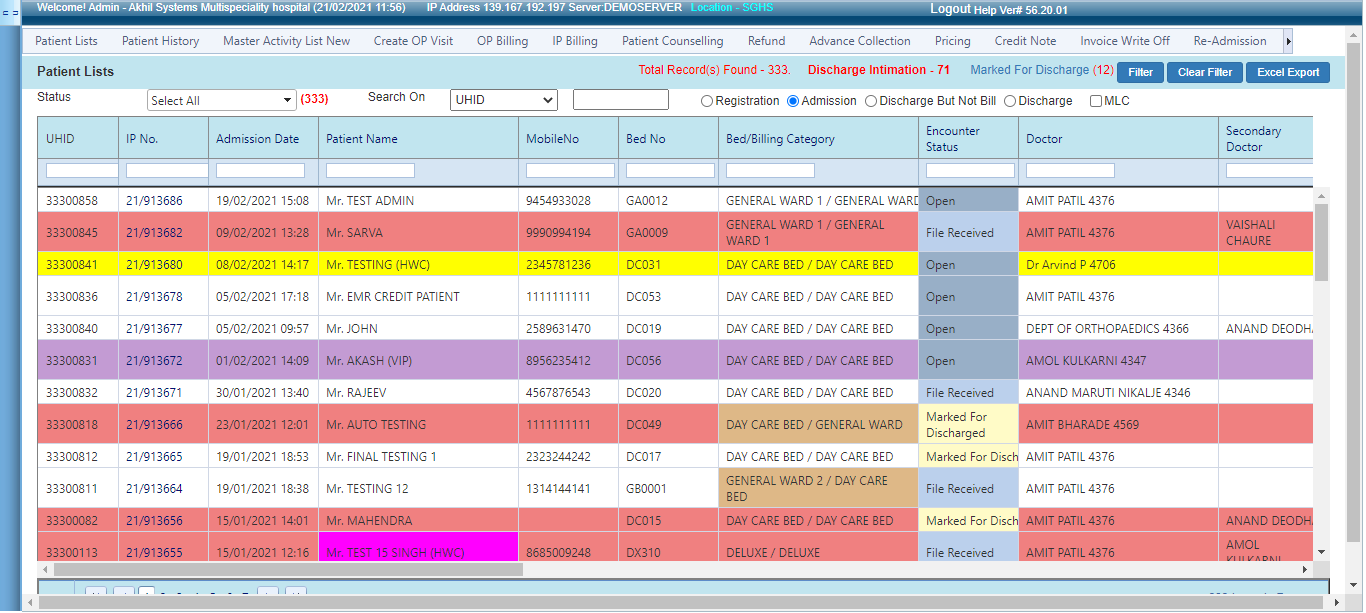 Welcome! Admin - Akhil Systems Multispeciality hospital (21/02/2021 11:56) IP Address 139.167.192.197 Server:DEMOSERVER Location - SGHS Logout Help Ver# 56.20.01
Patient Lists Patient History Master Activity List New Create OP Visit OP Billing IP Billing Patient Counselling Refund Advance Collection Pricing Credit Note Invoice Write Off Re-Admission
Patient Lists Total Record(s) Found - 333. Discharge Intimation - 71 Marked For Discharge (12) Filter Clear Filter Excel Export
Status Select All (333) Search On UHID Registration Admission Discharge But Not Bill Discharge MLC
UHID IP No. Admission Date Patient Name MobileNo Bed No Bed/Billing Category Encounter Status Doctor Secondary Doctor
33300858 21/913686 19/02/2021 15:08 Mr. TEST ADMIN 9454933028 GA0012 GENERAL WARD 1 / GENERAL WARD Open AMIT PATIL 4376
33300845 21/913682 09/02/2021 13:28 Mr. SARVA 9990994194 GA0009 GENERAL WARD 1 / GENERAL WARD 1 File Received AMIT PATIL 4376 VAISHALI CHAURE
33300841 21/913680 08/02/2021 14:17 Mr. TESTING (HWC) 2345781236 DC031 DAY CARE BED / DAY CARE BED Open Dr Arvind P 4706
33300836 21/913678 05/02/2021 17:18 Mr. EMR CREDIT PATIENT 1111111111 DC053 DAY CARE BED / DAY CARE BED Open AMIT PATIL 4376
33300840 21/913677 05/02/2021 09:57 Mr. JOHN 2589631470 DC019 DAY CARE BED / DAY CARE BED Open DEPT OF ORTHOPAEDICS 4366 ANAND DEODH
33300831 21/913672 01/02/2021 14:09 Mr. AKASH (VIP) 8956235412 DC056 DAY CARE BED / DAY CARE BED Open AMOL KULKARNI 4347
33300832 21/913671 30/01/2021 13:40 Mr. RAJEEV 4567876543 DC020 DAY CARE BED / DAY CARE BED File Received ANAND MARUTI NIKALJE 4346
33300818 21/913666 23/01/2021 12:01 Mr. AUTO TESTING 1111111111 DC049 DAY CARE BED / GENERAL WARD Marked For Discharged AMIT BHARADE 4569
33300812 21/913665 19/01/2021 18:53 Mr. FINAL TESTING 1 2323244242 DC017 DAY CARE BED / DAY CARE BED Marked For Disch AMIT PATIL 4376
33300811 21/913664 19/01/2021 18:38 Mr. TESTING 12 1314144141 GB0001 GENERAL WARD 2 / DAY CARE BED File Received AMIT PATIL 4376
33300082 21/913656 15/01/2021 14:01 Mr. MAHENDRA DC015 DAY CARE BED / DAY CARE BED Marked For Disch AMIT PATIL 4376 ANAND DEODH
33300113 21/913655 15/01/2021 12:16 Mr. TEST 15 SINGH (HWC) 8685009248 DX310 DELUXE / DELUXE File Received AMIT PATIL 4376 AMOL KULKARNI